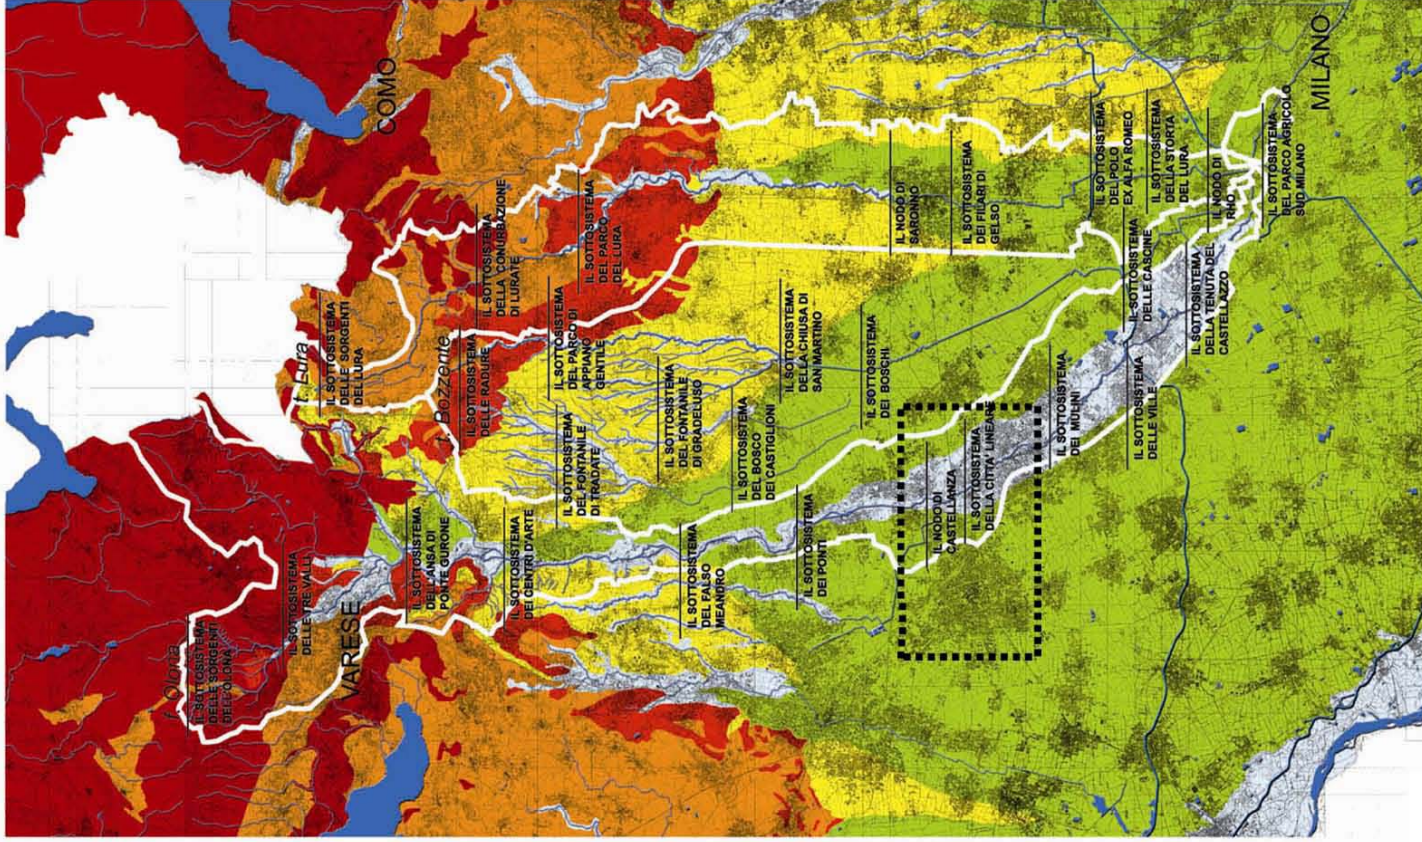 COMO
MILANO
VARESE
f. Olona
f. Lura
f. Bozzente
IL SOTTOSISTEMA
DELLE SORGENTI
DELL'OLONA
IL SOTTOSISTEMA
DELLE TRE VALLI
IL SOTTOSISTEMA
DELLE SORGENTI
DEL LURA
IL SOTTOSISTEMA
DELL'ANSA DI
PONTE GURONE
IL SOTTOSISTEMA
DELLE RADURE
IL SOTTOSISTEMA
DELLA CONURBAZIONE
DI LURATE
IL SOTTOSISTEMA
DEI CENTRI D'ARTE
IL SOTTOSISTEMA
DEL FONTANILE
DI TRADATE
IL SOTTOSISTEMA
DEL PARCO DI
APPIANO
GENTILE
IL SOTTOSISTEMA
DEL PARCO
DEL LURA
IL SOTTOSISTEMA
DEL FALSO
MEANDRO
IL SOTTOSISTEMA
DEL FONTANILE
DI GRADELUSO
IL SOTTOSISTEMA
DEL BOSCO
DEI CASTIGLIONI
IL SOTTOSISTEMA
DELLA CHIUSA DI
SAN MARTINO
IL SOTTOSISTEMA
DEI PONTI
IL SOTTOSISTEMA
DEI BOSCHI
IL NODO DI
SARONNO
IL NODO DI
CASTELLANZA
IL SOTTOSISTEMA
DELLA CITTA' LINEARE
IL SOTTOSISTEMA
DEI FILARI DI
GELSO
IL SOTTOSISTEMA
DEI MULINI
IL SOTTOSISTEMA
DEL POLO
EX ALFA ROMEO
IL SOTTOSISTEMA
DELLE CASCINE
IL SOTTOSISTEMA
DELLE VILLE
IL SOTTOSISTEMA
DELLA STORTA
DEL LURA
IL SOTTOSISTEMA
DELLA TENUTA DEL
CASTELLAZZO
IL NODO DI
RHO
IL SOTTOSISTEMA
DEL PARCO AGRICOLO
SUD MILANO